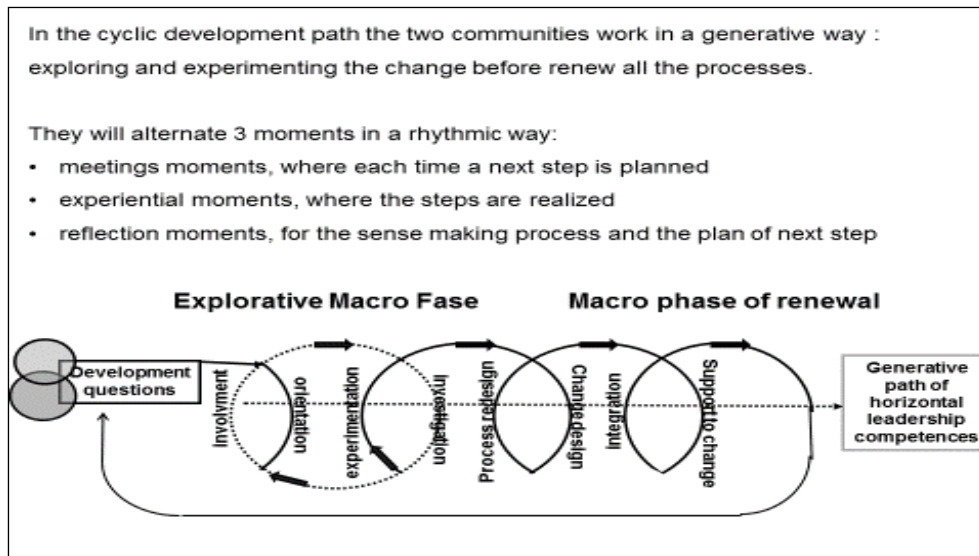 In the cyclic development path the two communities work in a generative way :
exploring and experimenting the change before renew all the processes.
They will alternate 3 moments in a rhythmic way:
• meetings moments, where each time a next step is planned
• experiential moments, where the steps are realized
• reflection moments, for the sense making process and the plan of next step
Explorative Macro Fase
Macro phase of renewal
Development
questions
Involvment
orientation
experimentation
Investigation
Process redesign
Change design
Integration
Support to change
Generative
path of
horizontal
leadership
competences